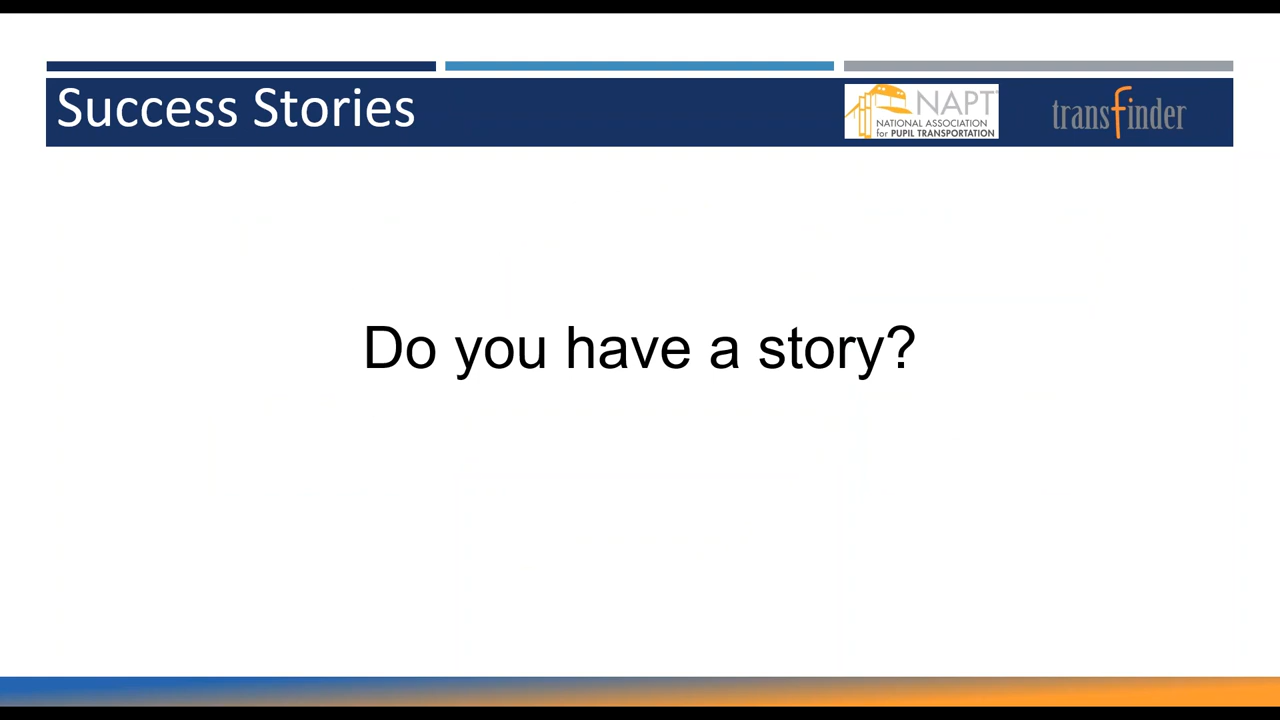 Success Stories
NAPT
NATIONAL ASSOCIATION
for PUPIL TRANSPORTATION
transfinder
Do you have a story?